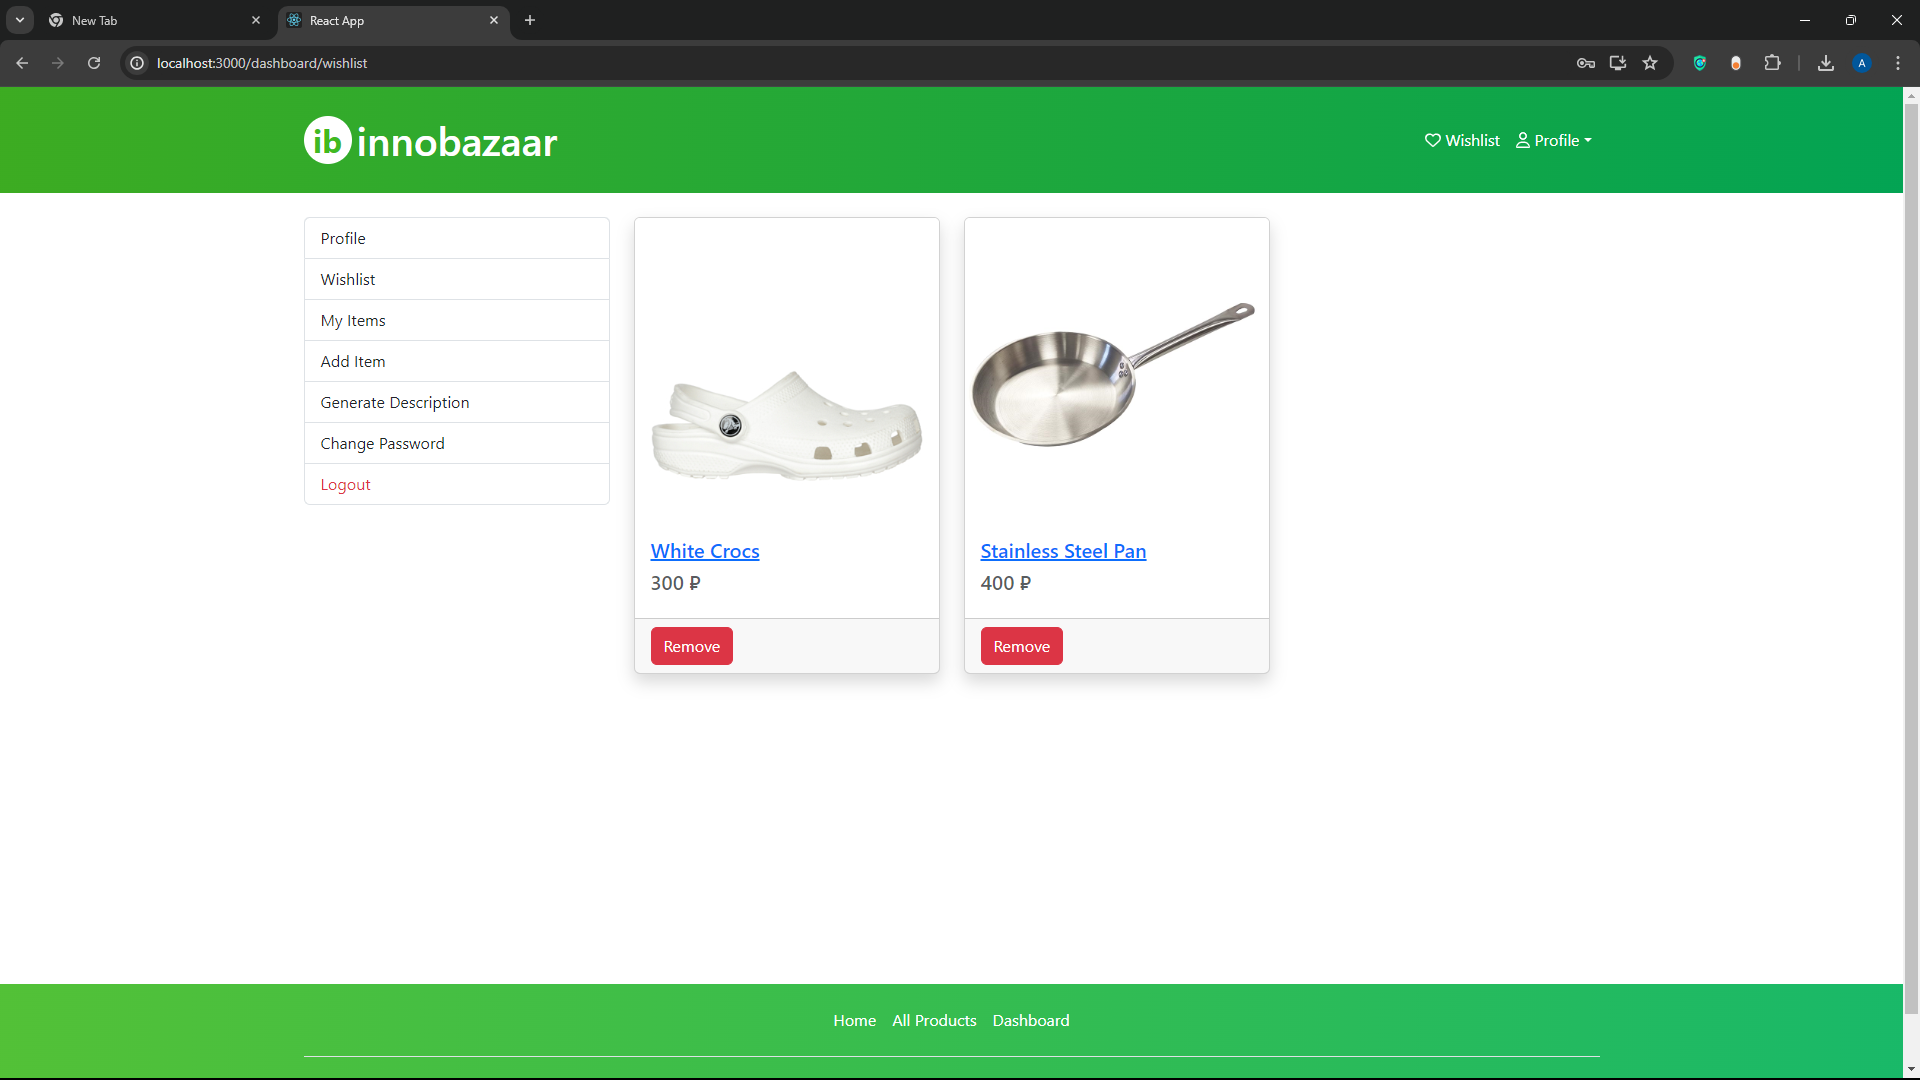 New Tab
React App
localhost:3000/dashboard/wishlist
A
ib innobazaar
Wishlist
Profile
Profile
Wishlist
My Items
Add Item
Generate Description
Change Password
Logout
White Crocs
300 ₽
Remove
Stainless Steel Pan
400 ₽
Remove
Home All Products Dashboard